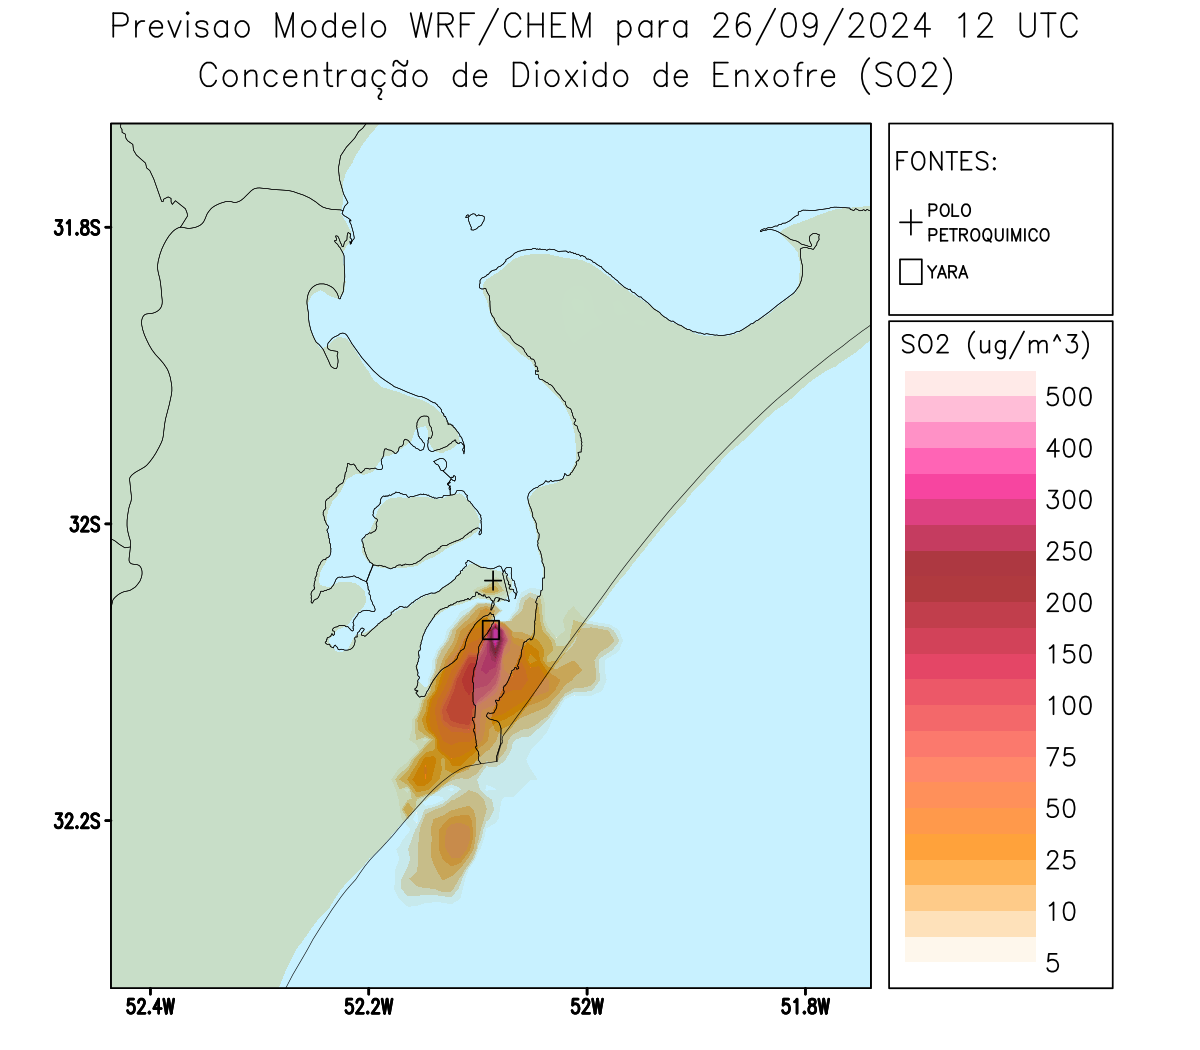 Previsao Modelo WRF/CHEM para 26/09/2024 12 UTC
Concentração de Dioxido de Enxofre (SO2)
FONTES:
POLO
PETROQUIMICO
YARA
31.8S
32S
32.2S
52.4W
52.2W
52W
51.8W
SO2 (ug/m^3)
500
400
300
250
200
150
100
75
50
25
10
5